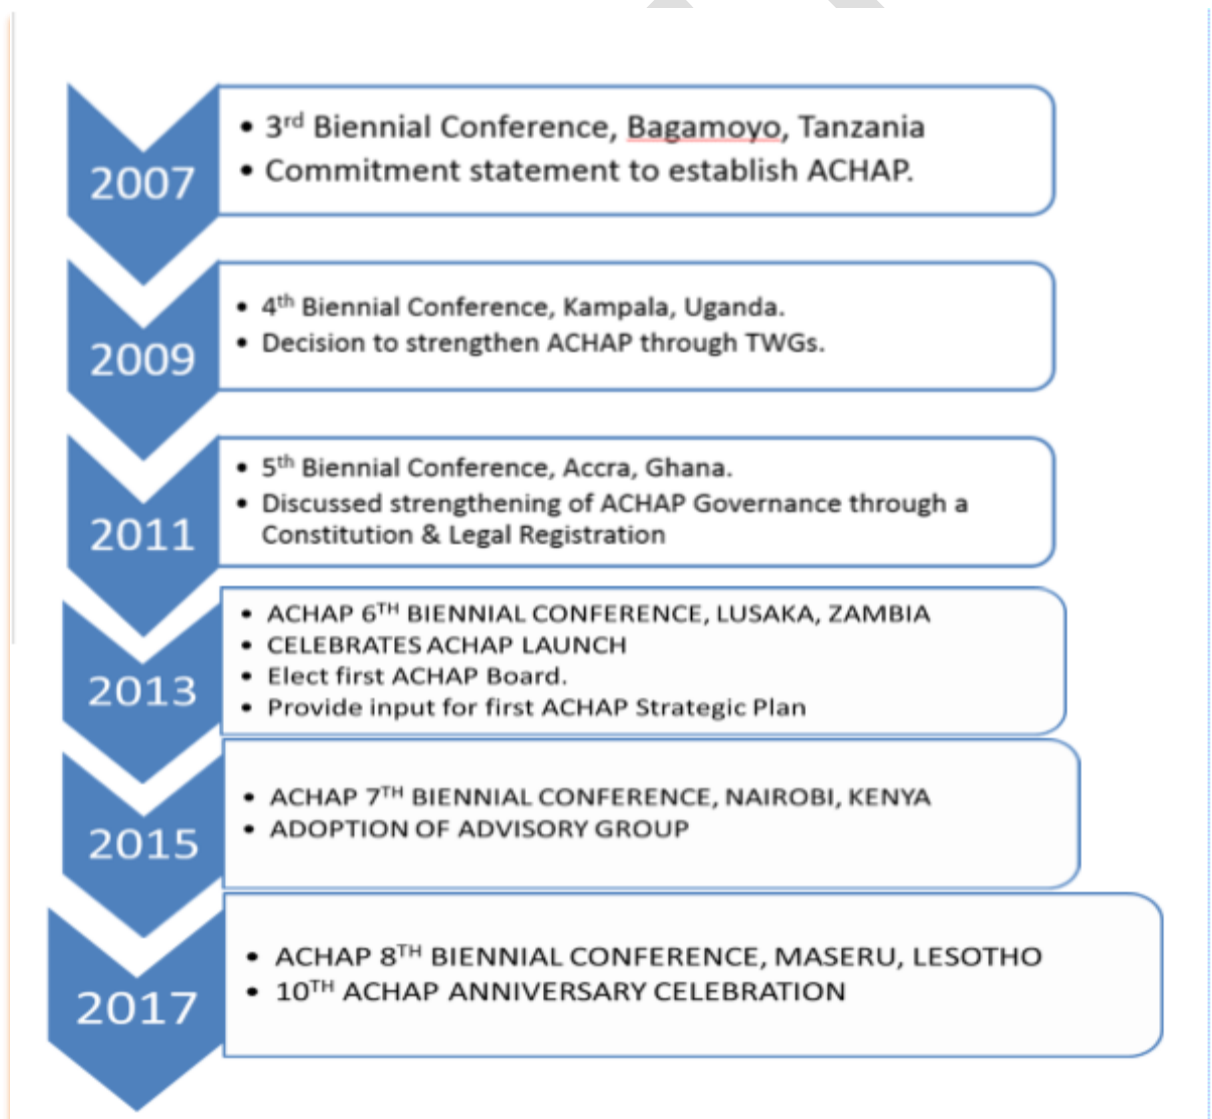 2007
• 3rd Biennial Conference, Bagamoyo, Tanzania
• Commitment statement to establish ACHAP.
2009
• 4th Biennial Conference, Kampala, Uganda.
• Decision to strengthen ACHAP through TWGs.
2011
• 5th Biennial Conference, Accra, Ghana.
• Discussed strengthening of ACHAP Governance through a
Constitution & Legal Registration
2013
• ACHAP 6TH BIENNIAL CONFERENCE, LUSAKA, ZAMBIA
• CELEBRATES ACHAP LAUNCH
• Elect first ACHAP Board.
• Provide input for first ACHAP Strategic Plan
2015
• ACHAP 7TH BIENNIAL CONFERENCE, NAIROBI, KENYA
• ADOPTION OF ADVISORY GROUP
2017
• ACHAP 8TH BIENNIAL CONFERENCE, MASERU, LESOTHO
• 10TH ACHAP ANNIVERSARY CELEBRATION